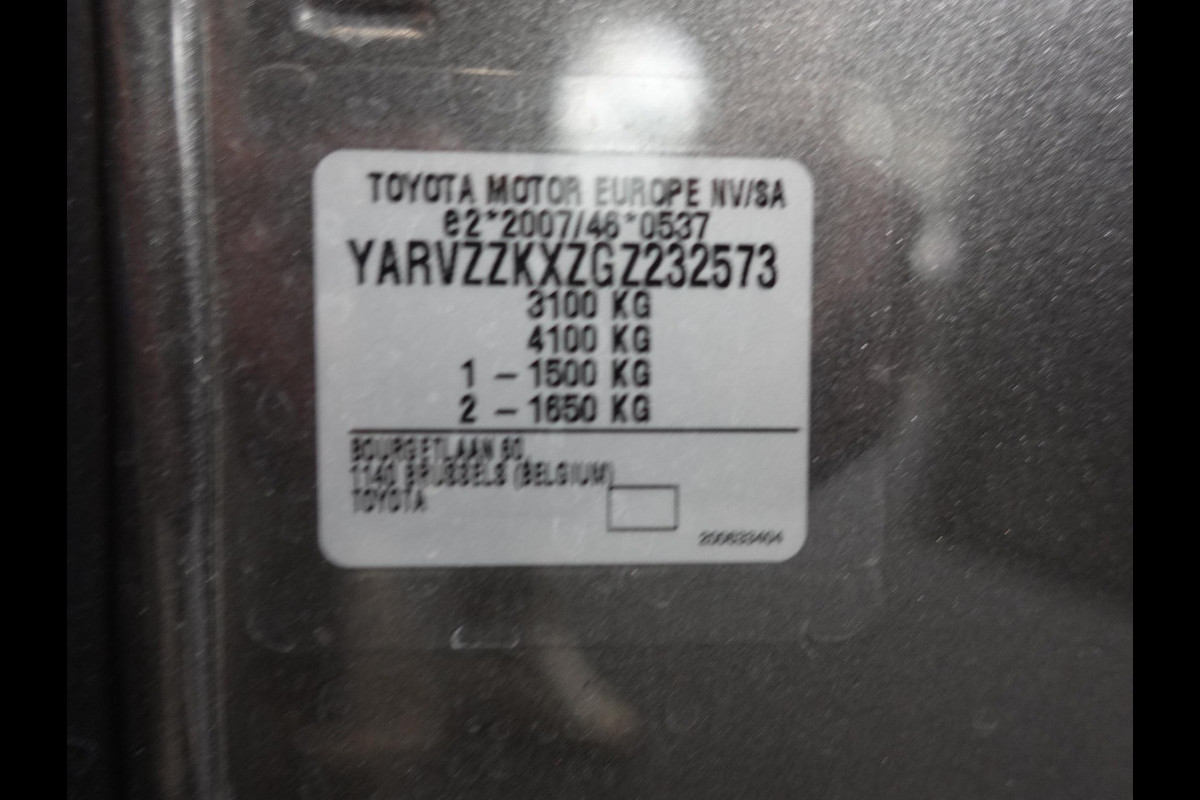 TOYOTA MOTOR EUROPE NV/SA
e2*2007/46*0537
YARVZZKXZGZ232573
3100 KG
4100 KG
1 - 1500 KG
2 - 1650 KG
BOURGETLAAN 60,
1140 BRUSSELS (BELGIUM)
TOYOTA
200633404